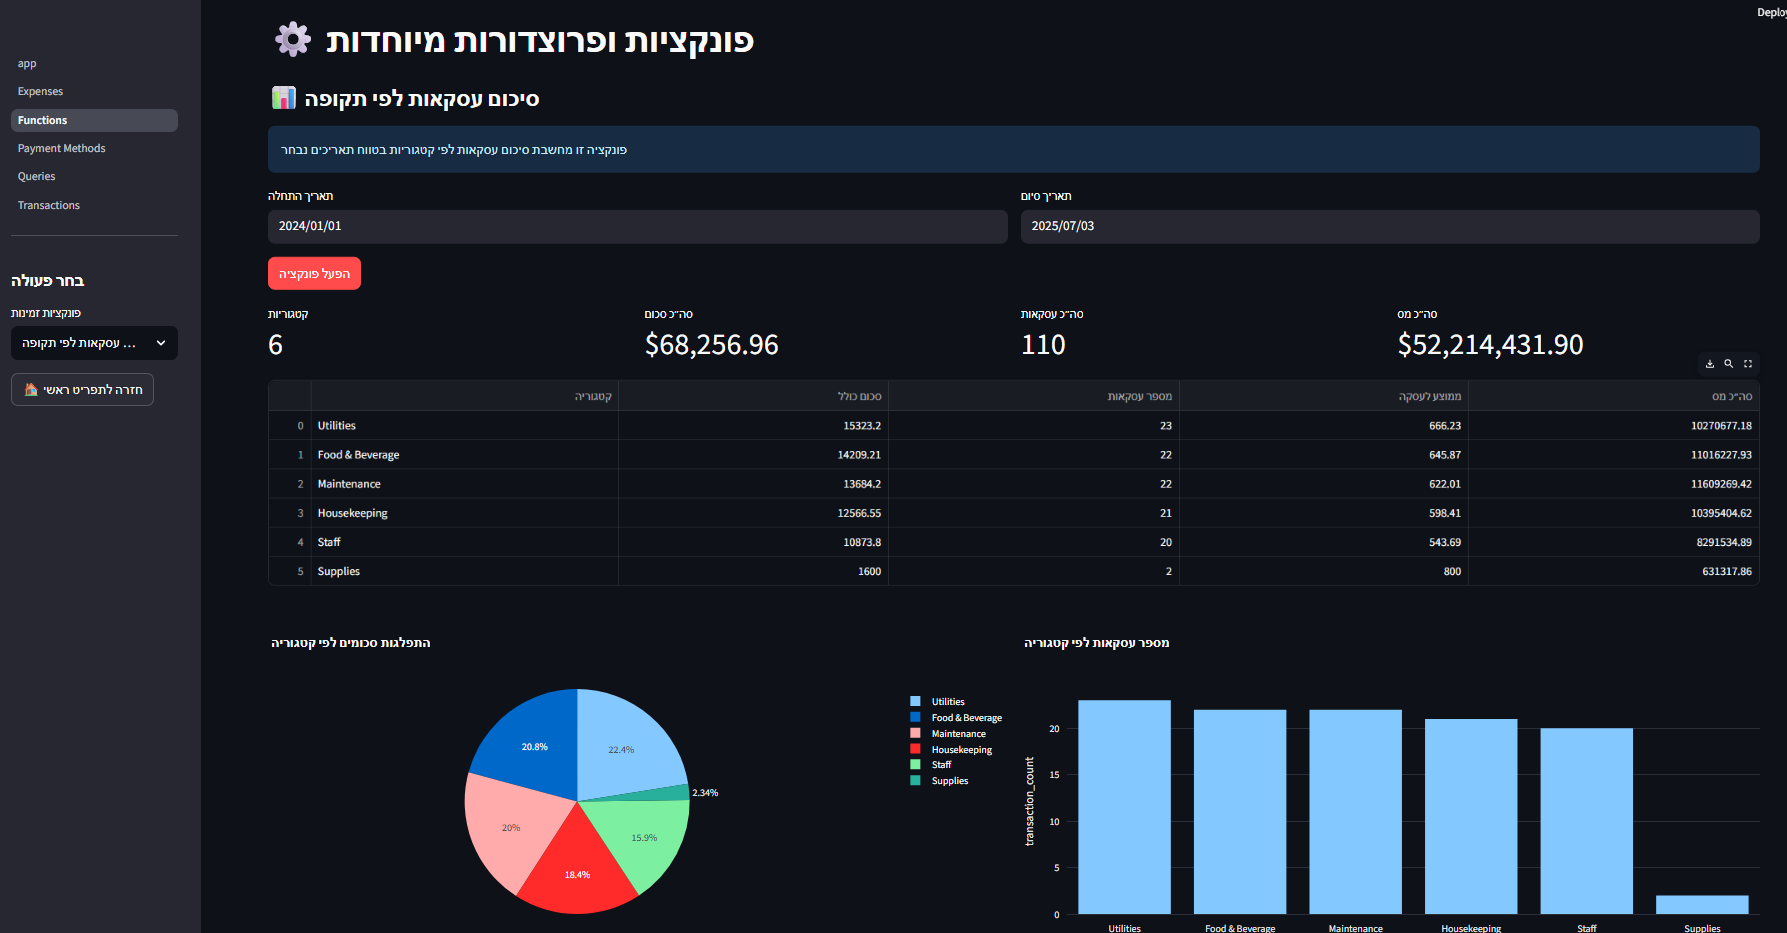 Deploy
app
Expenses
Functions
Payment Methods
Queries
Transactions
בחר פעולה
פונקציות זמינות
... עסקאות לפי תקופה
חזרה לתפריט ראשי
פונקציות ופרוצדורות מיוחדות
סיכום עסקאות לפי תקופה
פונקציה זו מחשבת סיכום עסקאות לפי קטגוריות בטווח תאריכים נבחר
תאריך התחלה
2024/01/01
תאריך סיום
2025/07/03
הפעל פונקציה
קטגוריות
6
סה״כ סכום
$68,256.96
סה״כ עסקאות
110
סה״כ מס
$52,214,431.90
קטגוריה סכום כולל מספר עסקאות ממוצע לעסקה סה״כ מס
0 Utilities 15323.2 23 666.23 10270677.18
1 Food & Beverage 14209.21 22 645.87 11016227.93
2 Maintenance 13684.2 22 622.01 11609269.42
3 Housekeeping 12566.55 21 598.41 10395404.62
4 Staff 10873.8 20 543.69 8291534.89
5 Supplies 1600 2 800 631317.86
התפלגות סכומים לפי קטגוריה
22.4%
2.34%
15.9%
18.4%
20%
20.8%
Utilities
Food & Beverage
Maintenance
Housekeeping
Staff
Supplies
מספר עסקאות לפי קטגוריה
transaction_count
20
15
10
5
0
Utilities Food & Beverage Maintenance Housekeeping Staff Supplies